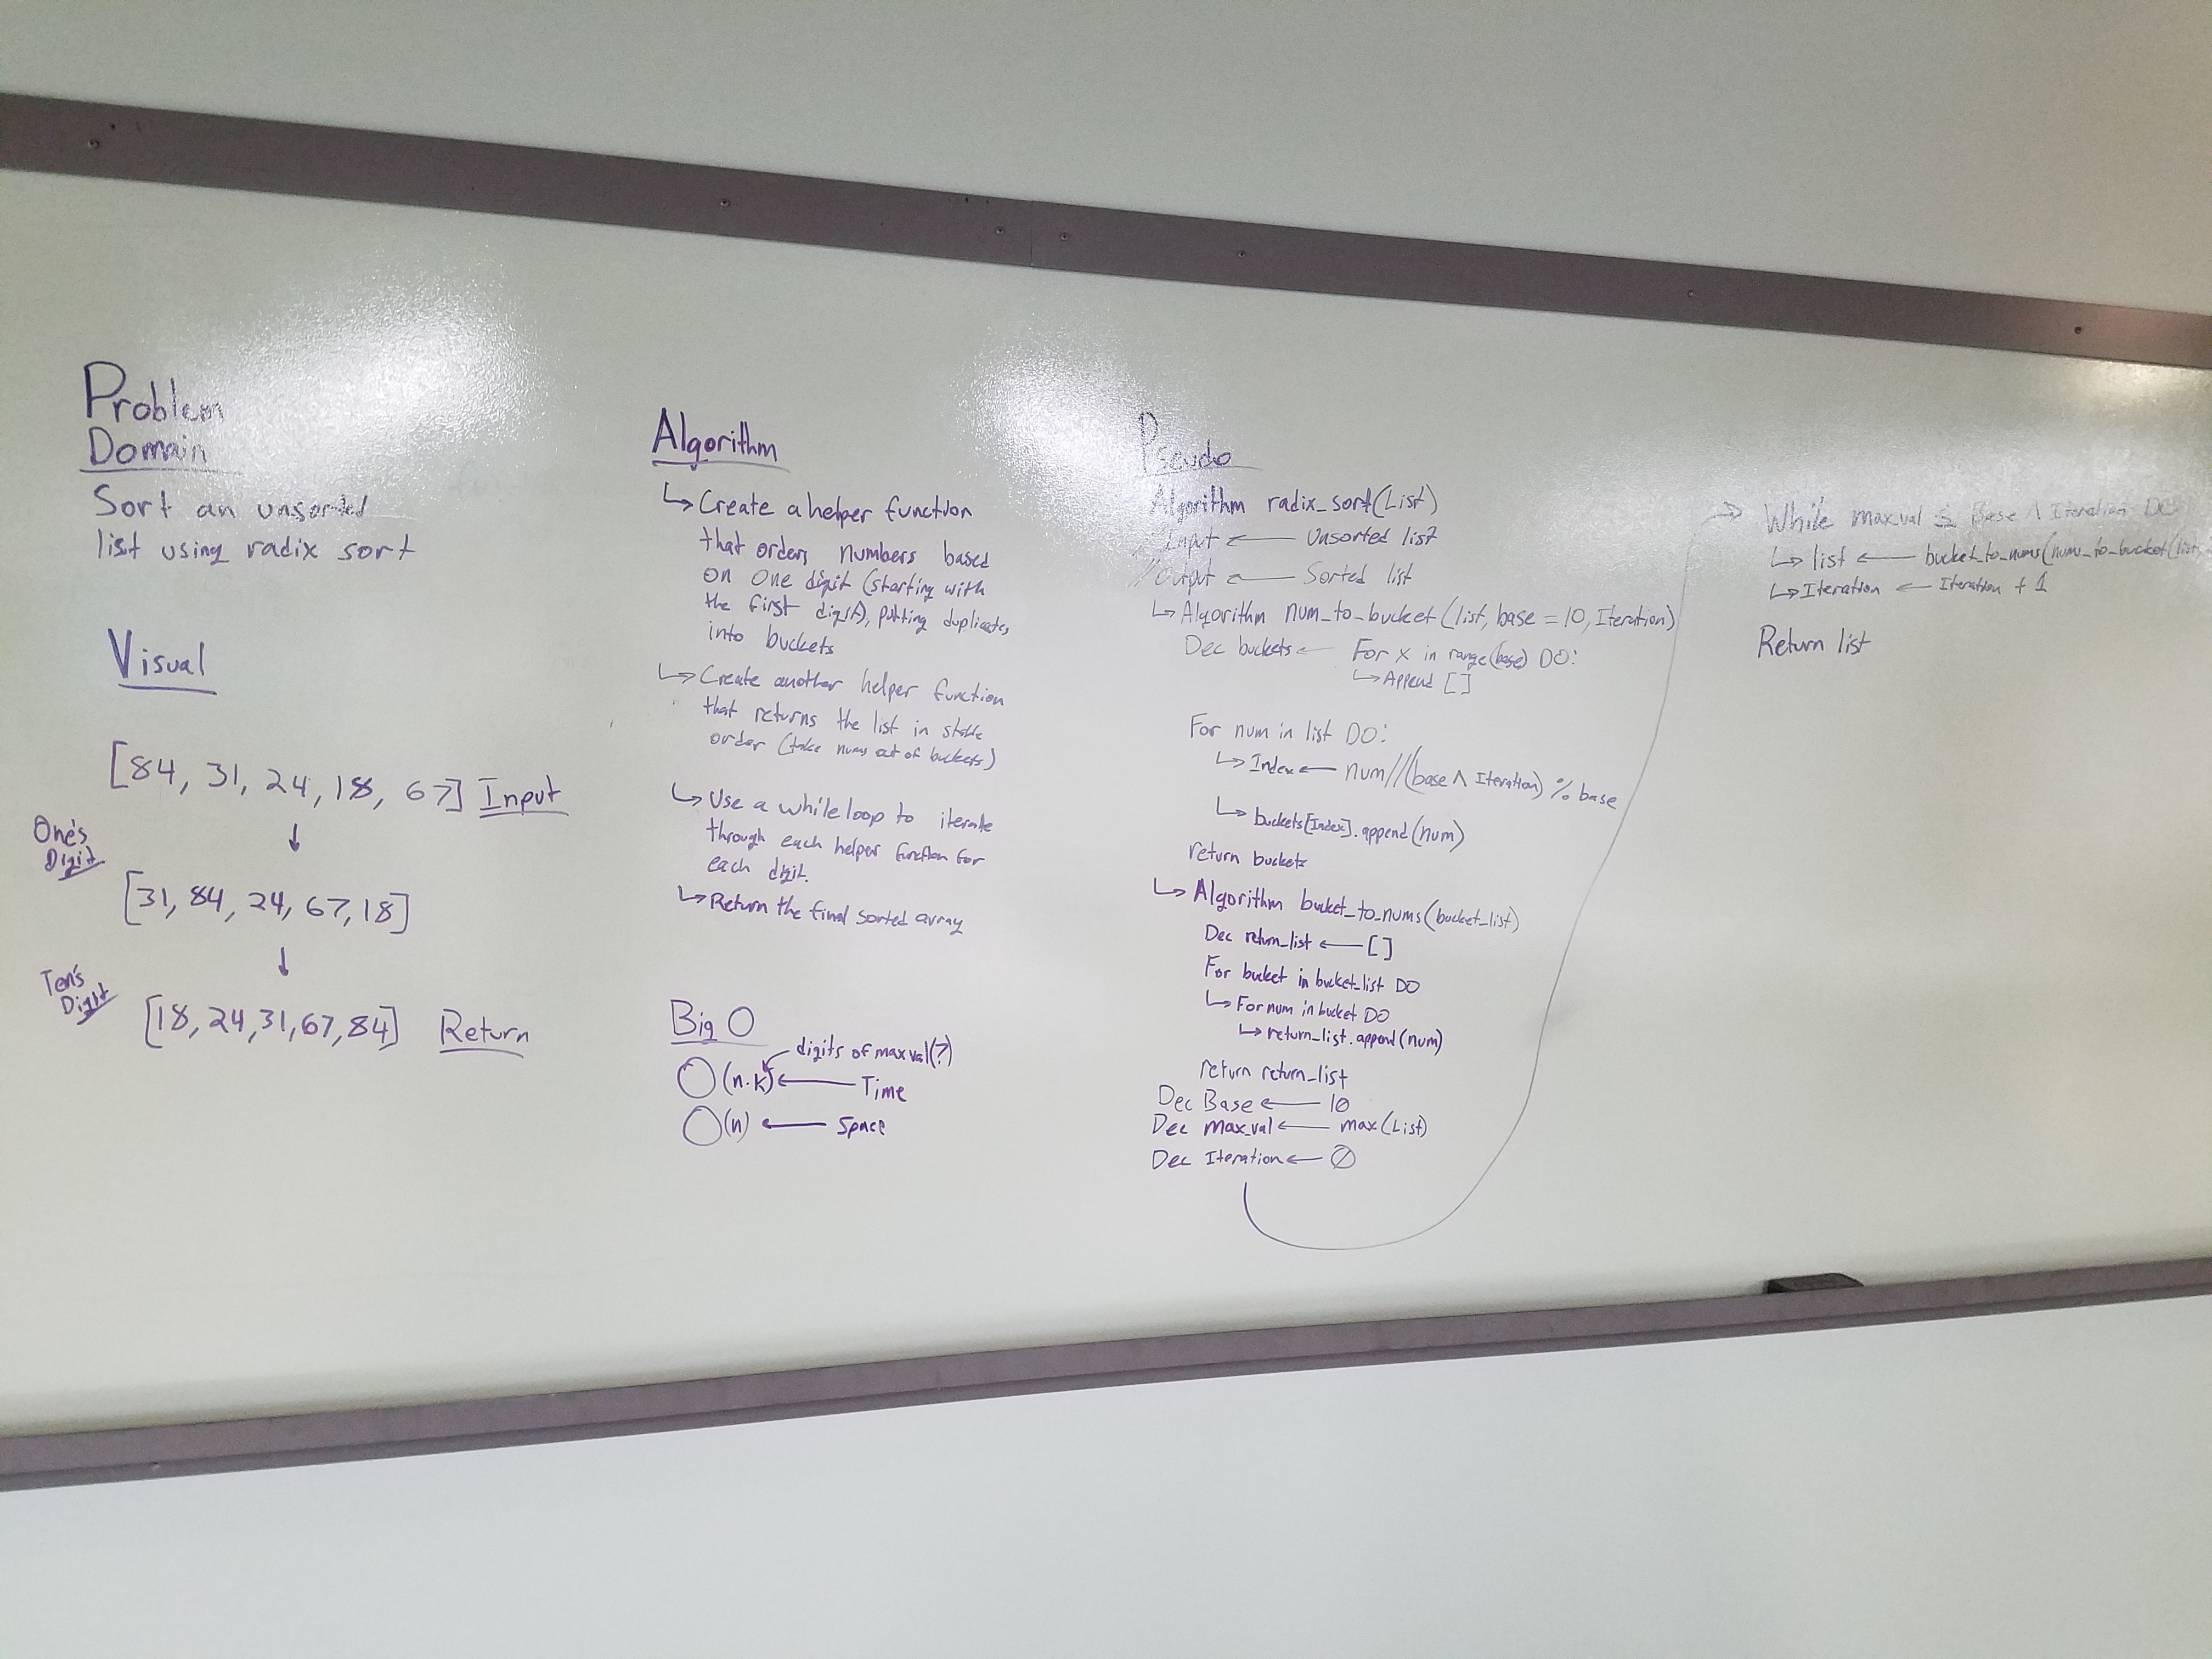 Problem
Domain
Sort an unsorted
list using radix sort
Visual
[84, 31, 24, 18, 67] Input
↓
One's
Digit
[31, 84, 24, 67, 18]
↓
Ten's
Digit
[18, 24, 31, 67, 84] Return
Algorithm
↳ Create a helper function
that orders numbers based
on one digit (starting with
the first digit), putting duplicates
into buckets
↳ Create another helper function
that returns the list in stable
order (take nums out of buckets)
↳ Use a while loop to iterate
through each helper function for
each digit.
↳ Return the final sorted array
Big O
digits of max val(?)
O(n·k) ← Time
O(n) ← Space
Pseudo
Algorithm radix_sort(List)
// Input ← Unsorted list
// Output ← Sorted list
↳ Algorithm num_to_bucket(list, base = 10, Iteration)
Dec buckets ← For x in range(base) DO:
↳ Append []
For num in list DO:
↳ Index ← num//(base ^ Iteration) % base
↳ buckets[Index].append(num)
return buckets
↳ Algorithm bucket_to_nums(bucket_list)
Dec return_list ← []
For bucket in bucket_list DO
↳ For num in bucket DO
↳ return_list.append(num)
return return_list
Dec Base ← 10
Dec max_val ← max(List)
Dec Iteration ← 0
→ While max_val Base ^ Iteration DO
↳ list ← bucket_to_nums(nums_to_bucket(list
↳ Iteration ← Iteration + 1
Return list